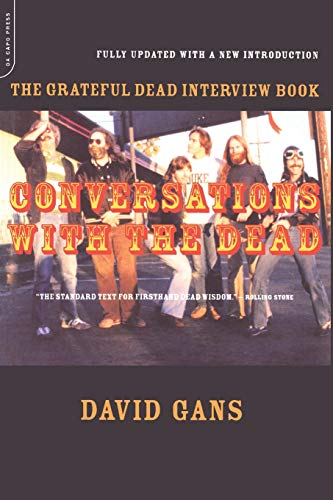 DA CAPO PRESS
FULLY UPDATED WITH A NEW INTRODUCTION
THE GRATEFUL DEAD INTERVIEW BOOK
CONVERSATIONS
WITH THE DEAD
"THE STANDARD TEXT FOR FIRSTHAND DEAD WISDOM."—ROLLING STONE
DAVID GANS